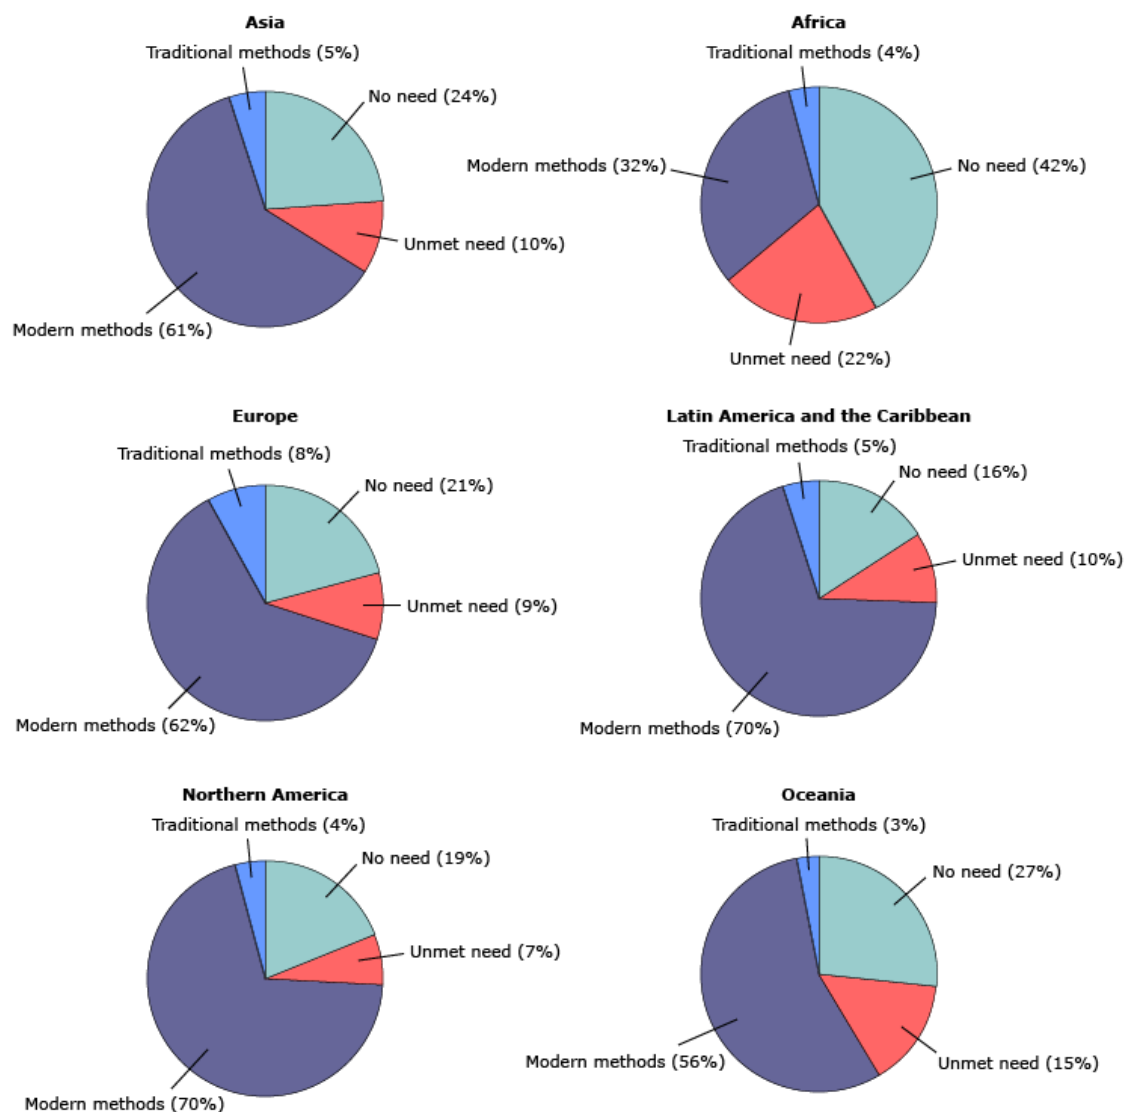 Asia
Traditional methods (5%)
No need (24%)
Unmet need (10%)
Modern methods (61%)
Africa
Traditional methods (4%)
No need (42%)
Modern methods (32%)
Unmet need (22%)
Europe
Traditional methods (8%)
No need (21%)
Unmet need (9%)
Modern methods (62%)
Latin America and the Caribbean
Traditional methods (5%)
No need (16%)
Unmet need (10%)
Modern methods (70%)
Northern America
Traditional methods (4%)
No need (19%)
Unmet need (7%)
Modern methods (70%)
Oceania
Traditional methods (3%)
No need (27%)
Modern methods (56%)
Unmet need (15%)